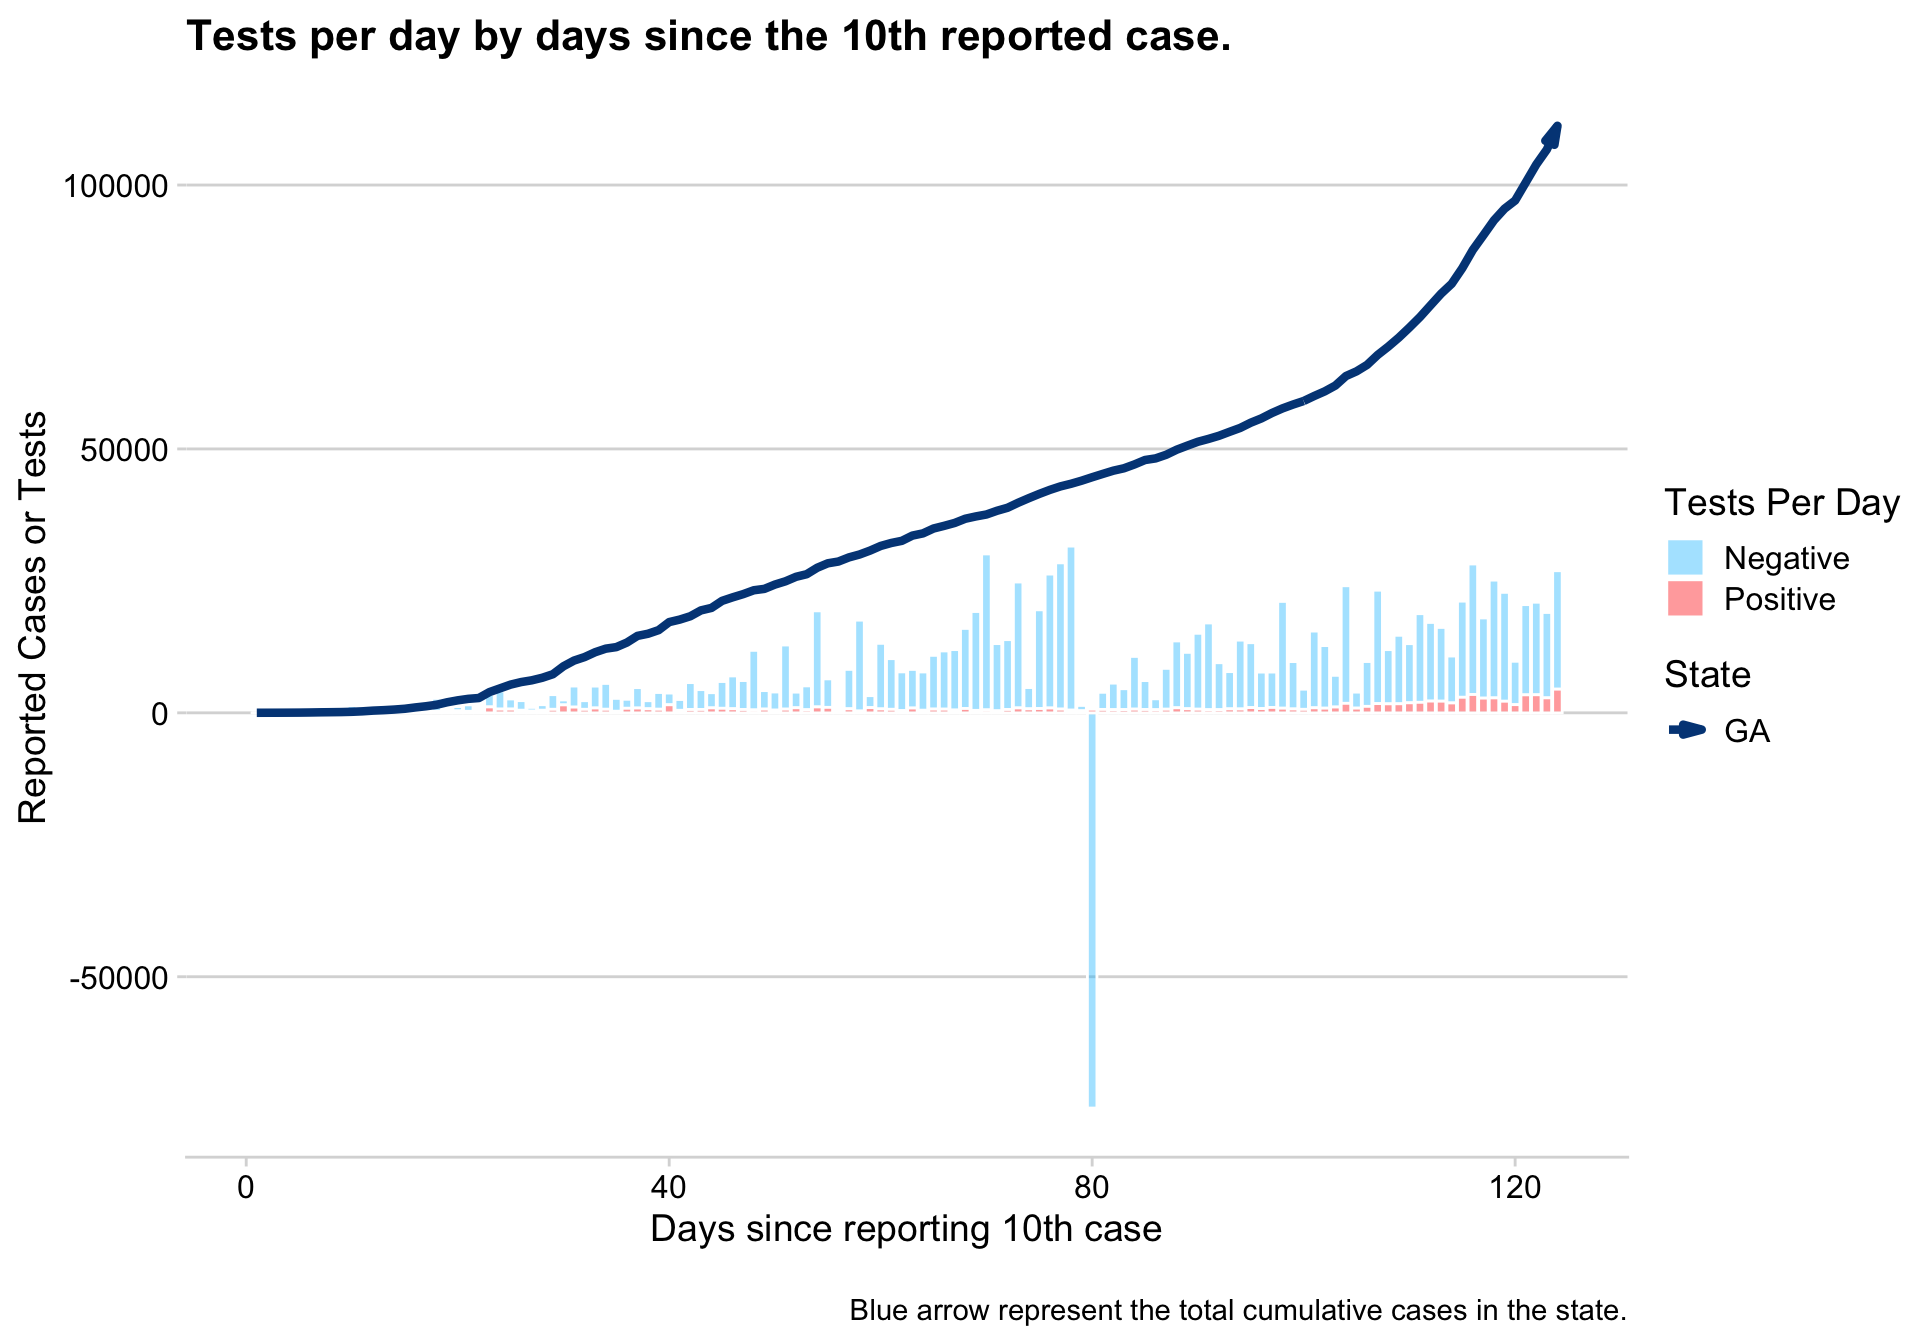 Tests per day by days since the 10th reported case.
100000
50000
0
-50000
Reported Cases or Tests
0
40
80
120
Days since reporting 10th case
Tests Per Day
Negative
Positive
State
GA
Blue arrow represent the total cumulative cases in the state.